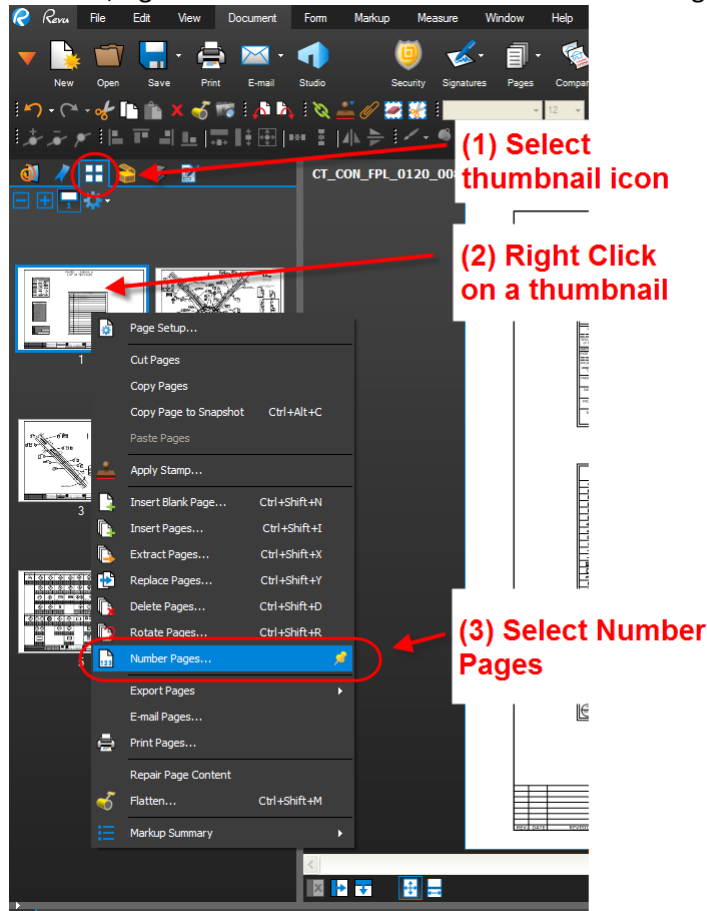 Revu File Edit View Document Form Markup Measure Window Help
New Open Save Print E-mail Studio Security Signatures Pages
12
CT_CON_FPL_0120_00
(1) Select
thumbnail icon
(2) Right Click
on a thumbnail
1
Page Setup...
Cut Pages
Copy Pages
Copy Page to Snapshot Ctrl+Alt+C
Paste Pages
Apply Stamp...
3
Insert Blank Page... Ctrl+Shift+N
Insert Pages... Ctrl+Shift+I
Extract Pages... Ctrl+Shift+X
Replace Pages... Ctrl+Shift+Y
Delete Pages... Ctrl+Shift+D
Rotate Pages... Ctrl+Shift+R
Number Pages...
(3) Select Number
Pages
Export Pages
E-mail Pages...
Print Pages...
Repair Page Content
Flatten... Ctrl+Shift+M
Markup Summary